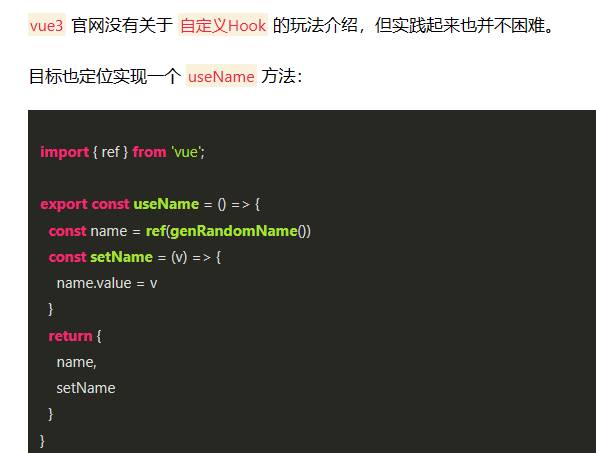 vue3 官网没有关于 自定义Hook 的玩法介绍，但实践起来也并不困难。
目标也定位实现一个 useName 方法：
import { ref } from 'vue';
export const useName = () => {
  const name = ref(genRandomName())
  const setName = (v) => {
    name.value = v
  }
  return {
    name,
    setName
  }
}